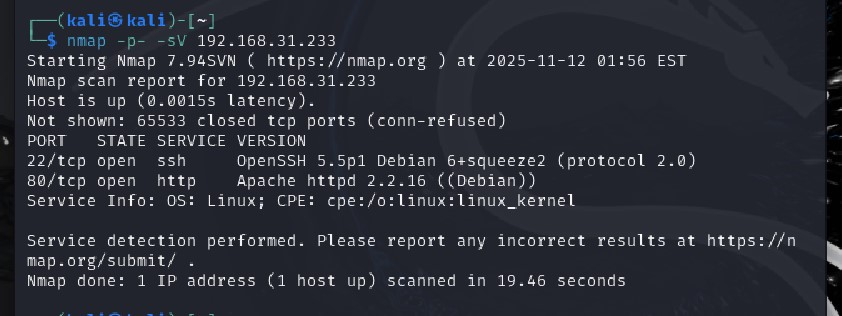 ┌──(kali㉿kali)-[~]
└─$ nmap -p- -sV 192.168.31.233
Starting Nmap 7.94SVN ( https://nmap.org ) at 2025-11-12 01:56 EST
Nmap scan report for 192.168.31.233
Host is up (0.0015s latency).
Not shown: 65533 closed tcp ports (conn-refused)
PORT   STATE SERVICE VERSION
22/tcp open  ssh     OpenSSH 5.5p1 Debian 6+squeeze2 (protocol 2.0)
80/tcp open  http    Apache httpd 2.2.16 ((Debian))
Service Info: OS: Linux; CPE: cpe:/o:linux:linux_kernel

Service detection performed. Please report any incorrect results at https://n
map.org/submit/ .
Nmap done: 1 IP address (1 host up) scanned in 19.46 seconds